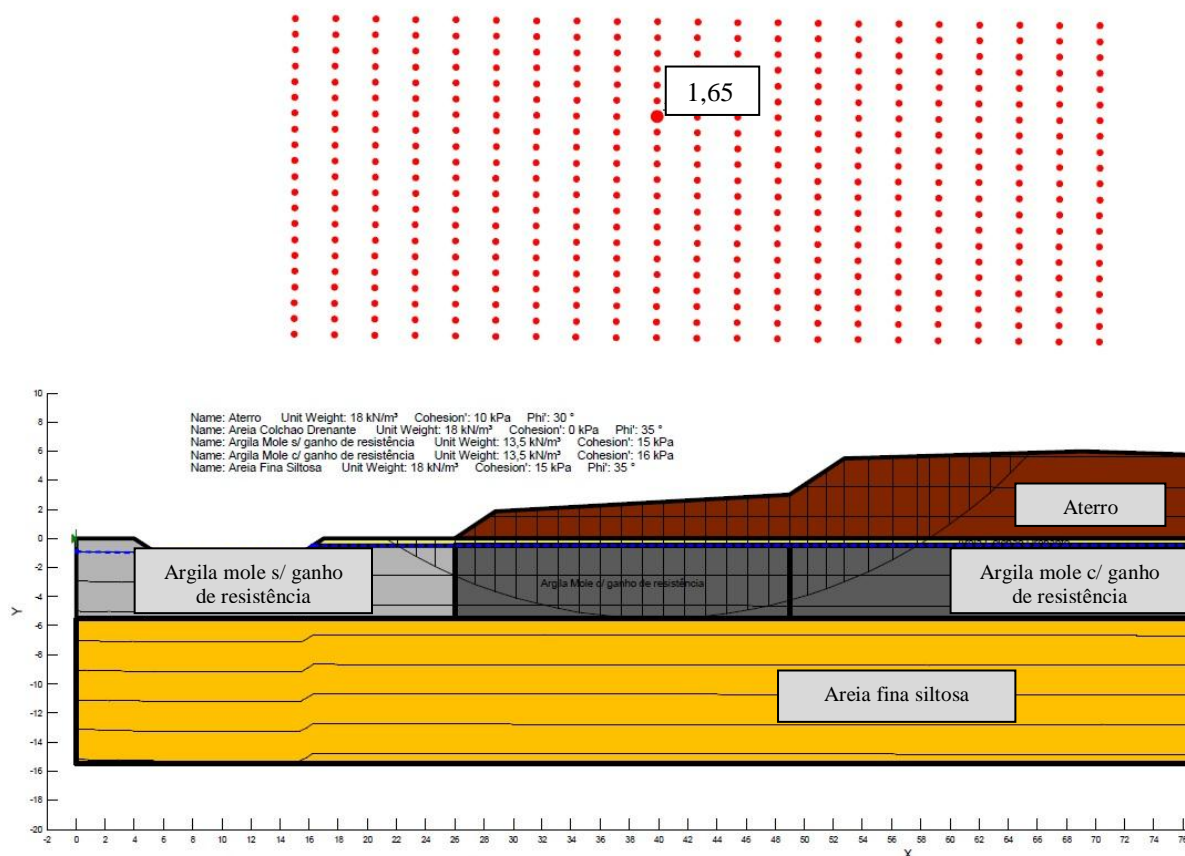 1,65
Name: Aterro Unit Weight: 18 kN/m³ Cohesion': 10 kPa Phi': 30 °
Name: Areia Colchao Drenante Unit Weight: 18 kN/m³ Cohesion': 0 kPa Phi': 35 °
Name: Argila Mole s/ ganho de resistência Unit Weight: 13,5 kN/m³ Cohesion': 15 kPa
Name: Argila Mole c/ ganho de resistência Unit Weight: 13,5 kN/m³ Cohesion': 16 kPa
Name: Areia Fina Siltosa Unit Weight: 18 kN/m³ Cohesion': 15 kPa Phi': 35 °
10
8
6
4
2
0
-2
-4
-6
-8
-10
-12
-14
-16
-18
-20
Y
Aterro
Argila mole s/ ganho
de resistência
Argila Mole c/ ganho de resistência
Argila mole c/ ganho
de resistência
Areia fina siltosa
-2 0 2 4 6 8 10 12 14 16 18 20 22 24 26 28 30 32 34 36 38 40 42 44 46 48 50 52 54 56 58 60 62 64 66 68 70 72 74 76
X